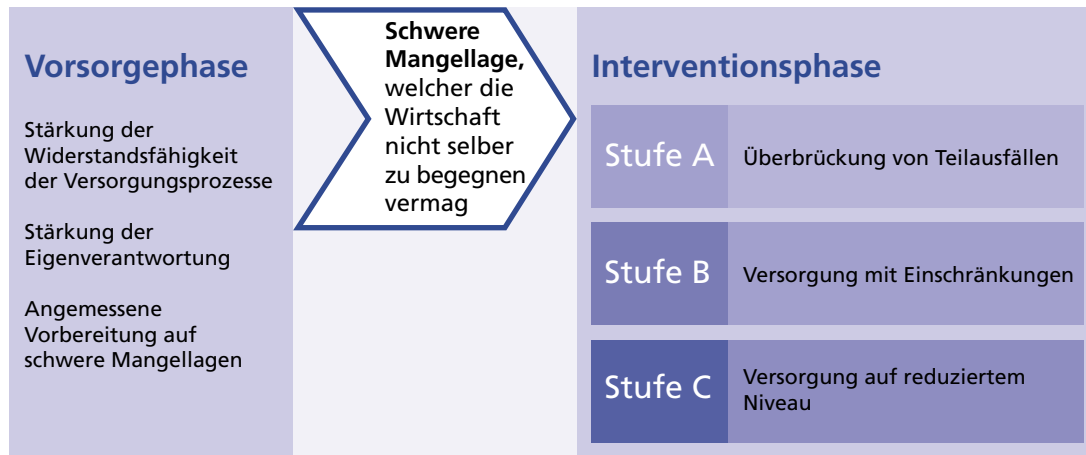 Vorsorgephase
Stärkung der
Widerstandsfähigkeit
der Versorgungsprozesse
Stärkung der
Eigenverantwortung
Angemessene
Vorbereitung auf
schwere Mangellagen
Schwere
Mangellage,
welcher die
Wirtschaft
nicht selber
zu begegnen
vermag
Interventionsphase
Stufe A
Überbrückung von Teilausfällen
Stufe B
Versorgung mit Einschränkungen
Stufe C
Versorgung auf reduziertem
Niveau